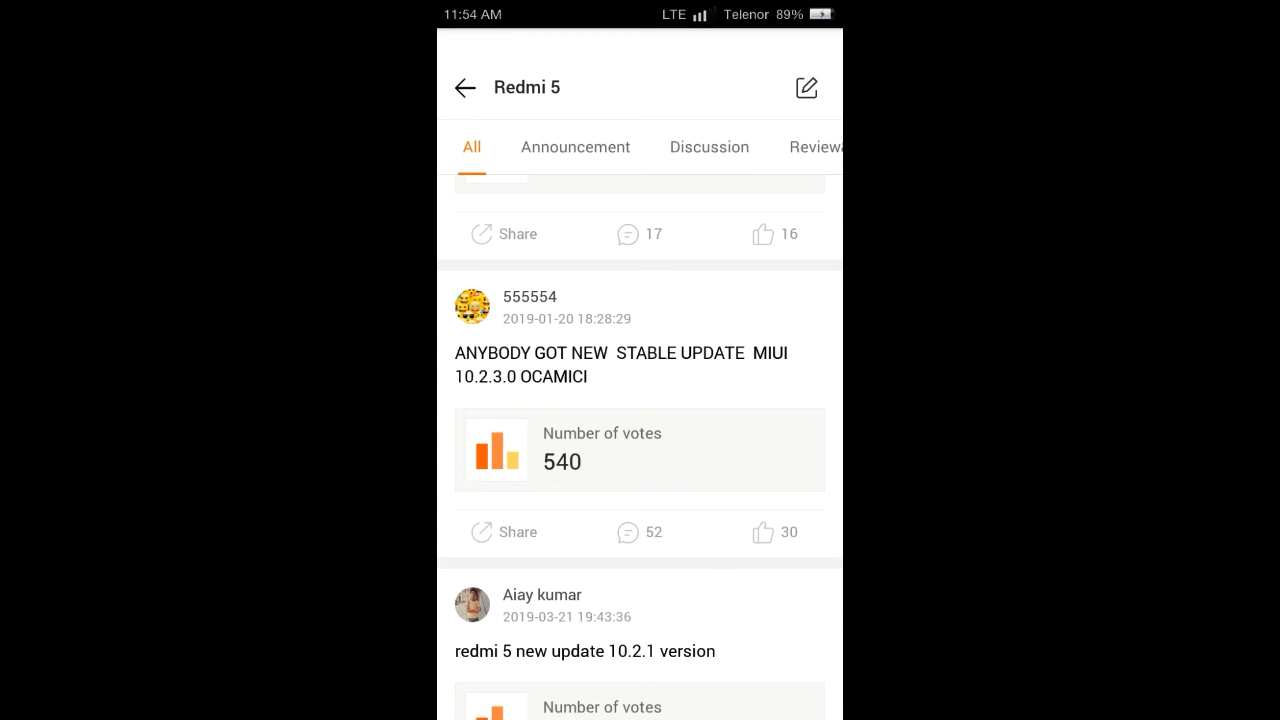 11:54 AM LTE Telenor 89%
Redmi 5
All Announcement Discussion Review
Share 17 16
555554
2019-01-20 18:28:29
ANYBODY GOT NEW STABLE UPDATE MIUI
10.2.3.0 OCAMICI
Number of votes
540
Share 52 30
Aiay kumar
2019-03-21 19:43:36
redmi 5 new update 10.2.1 version
Number of votes